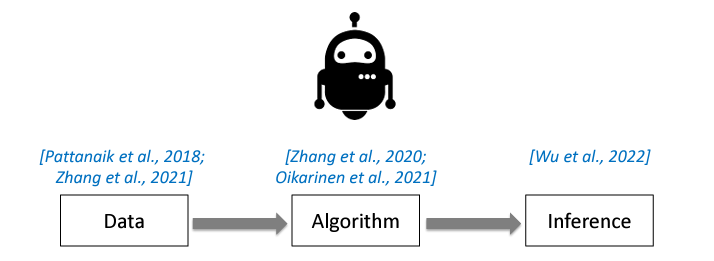 [Pattanaik et al., 2018;
Zhang et al., 2021]
[Zhang et al., 2020;
Oikarinen et al., 2021]
[Wu et al., 2022]
Data
Algorithm
Inference